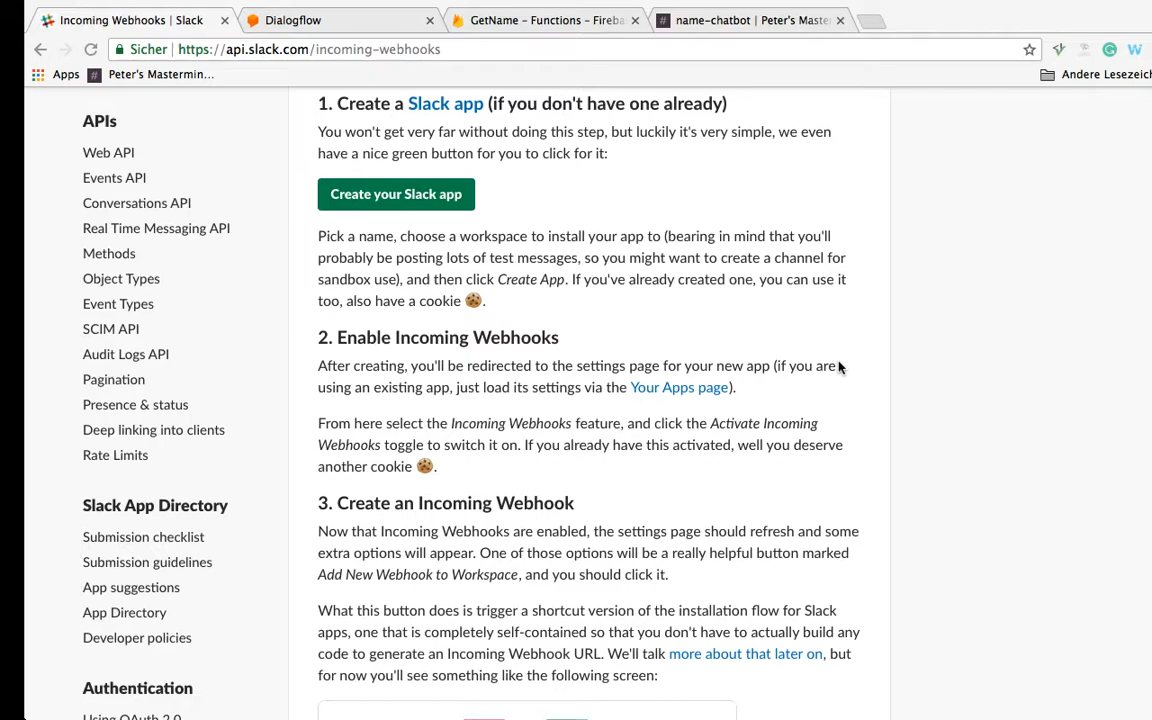 Incoming Webhooks | Slack
Dialogflow
GetName – Functions – Fireba
name-chatbot | Peter's Master
Sicher | https://api.slack.com/incoming-webhooks
Apps
Peter's Mastermin...
Andere Lesezeich
APIs
Web API
Events API
Conversations API
Real Time Messaging API
Methods
Object Types
Event Types
SCIM API
Audit Logs API
Pagination
Presence & status
Deep linking into clients
Rate Limits
Slack App Directory
Submission checklist
Submission guidelines
App suggestions
App Directory
Developer policies
Authentication
Using OAuth 2.0
1. Create a Slack app (if you don't have one already)
You won't get very far without doing this step, but luckily it's very simple, we even
have a nice green button for you to click for it:
Create your Slack app
Pick a name, choose a workspace to install your app to (bearing in mind that you'll
probably be posting lots of test messages, so you might want to create a channel for
sandbox use), and then click Create App. If you've already created one, you can use it
too, also have a cookie 🍪.
2. Enable Incoming Webhooks
After creating, you'll be redirected to the settings page for your new app (if you are
using an existing app, just load its settings via the Your Apps page).
From here select the Incoming Webhooks feature, and click the Activate Incoming
Webhooks toggle to switch it on. If you already have this activated, well you deserve
another cookie 🍪.
3. Create an Incoming Webhook
Now that Incoming Webhooks are enabled, the settings page should refresh and some
extra options will appear. One of those options will be a really helpful button marked
Add New Webhook to Workspace, and you should click it.
What this button does is trigger a shortcut version of the installation flow for Slack
apps, one that is completely self-contained so that you don't have to actually build any
code to generate an Incoming Webhook URL. We'll talk more about that later on, but
for now you'll see something like the following screen: